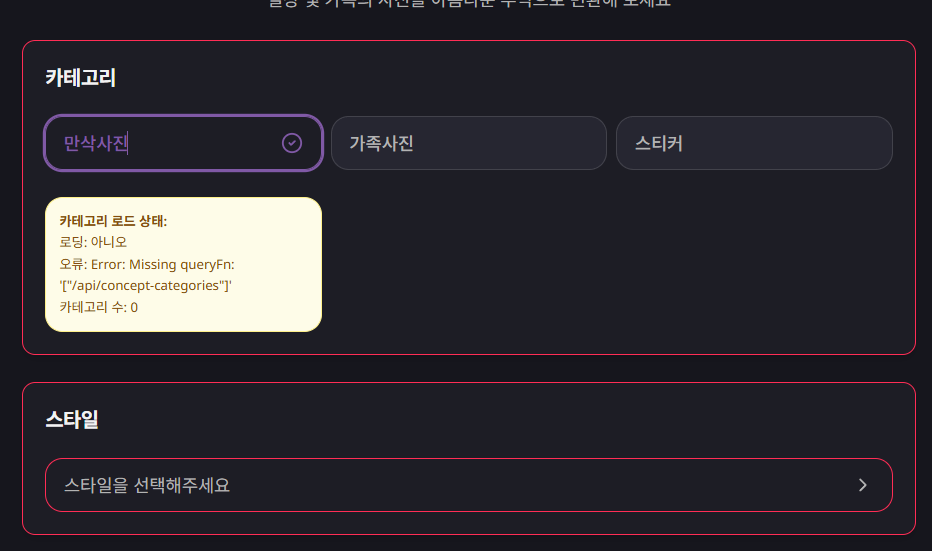 카테고리
만삭사진
가족사진
스티커
카테고리 로드 상태:
로딩: 아니오
오류: Error: Missing queryFn:
'["/api/concept-categories"]'
카테고리 수: 0
스타일
스타일을 선택해주세요